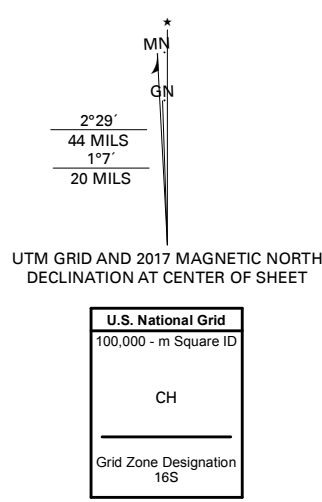 ★
MN
GN
2°29´
44 MILS
1°7´
20 MILS
UTM GRID AND 2017 MAGNETIC NORTH
DECLINATION AT CENTER OF SHEET
U.S. National Grid
100,000 - m Square ID
CH
Grid Zone Designation
16S